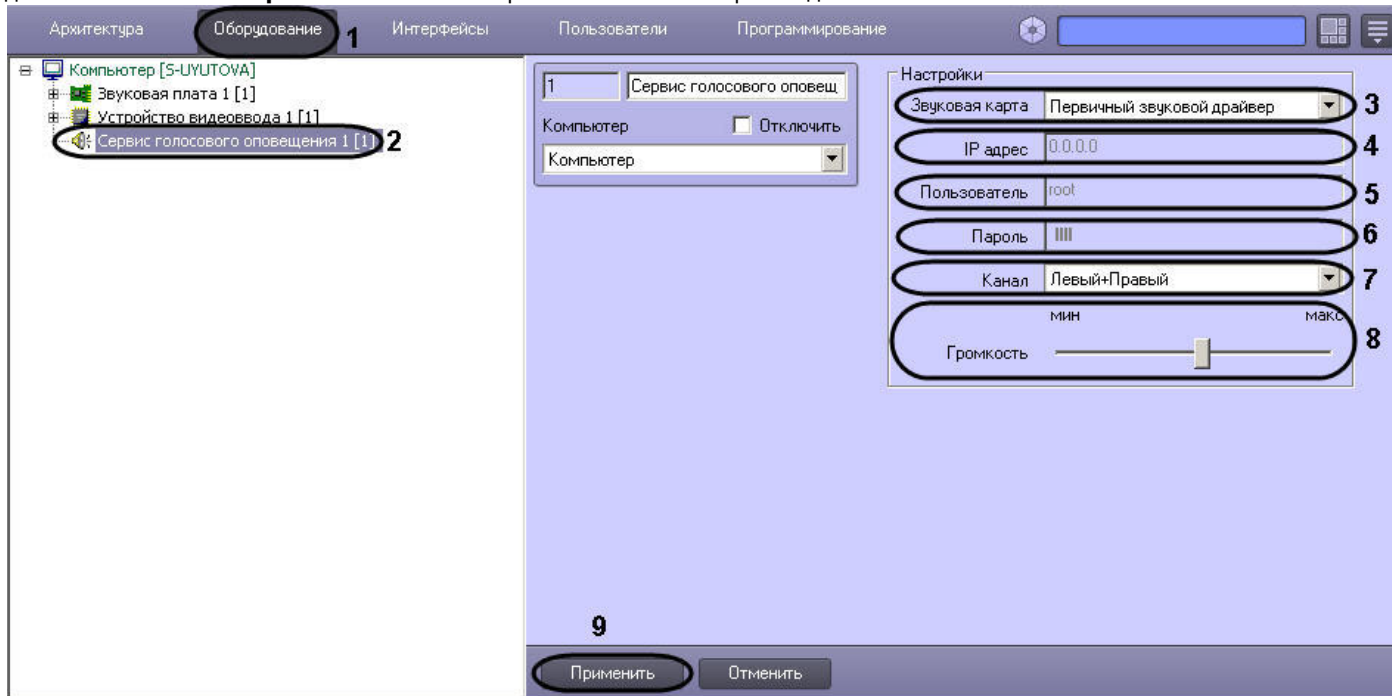 Архитектура Оборудование 1 Интерфейсы Пользователи Программирование
Компьютер [S-UYUTOVA]
Звуковая плата 1 [1]
Устройство видеоввода 1 [1]
Сервис голосового оповещения 1 [1] 2
1 Сервис голосового оповещ
Компьютер Отключить
Компьютер
Настройки
Звуковая карта Первичный звуковой драйвер 3
IP адрес 0.0.0.0 4
Пользователь root 5
Пароль 6
Канал Левый+Правый 7
мин макс
Громкость 8
9
Применить Отменить